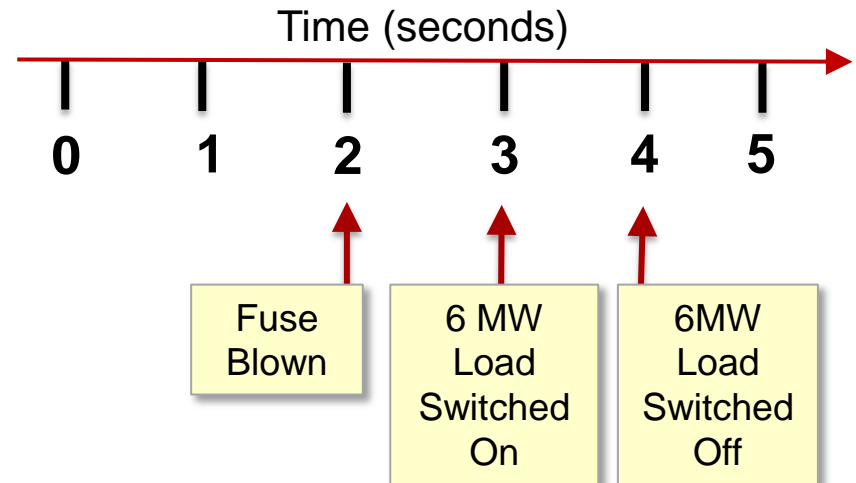 Time (seconds)
0 1 2 3 4 5
Fuse
Blown
6 MW
Load
Switched
On
6MW
Load
Switched
Off